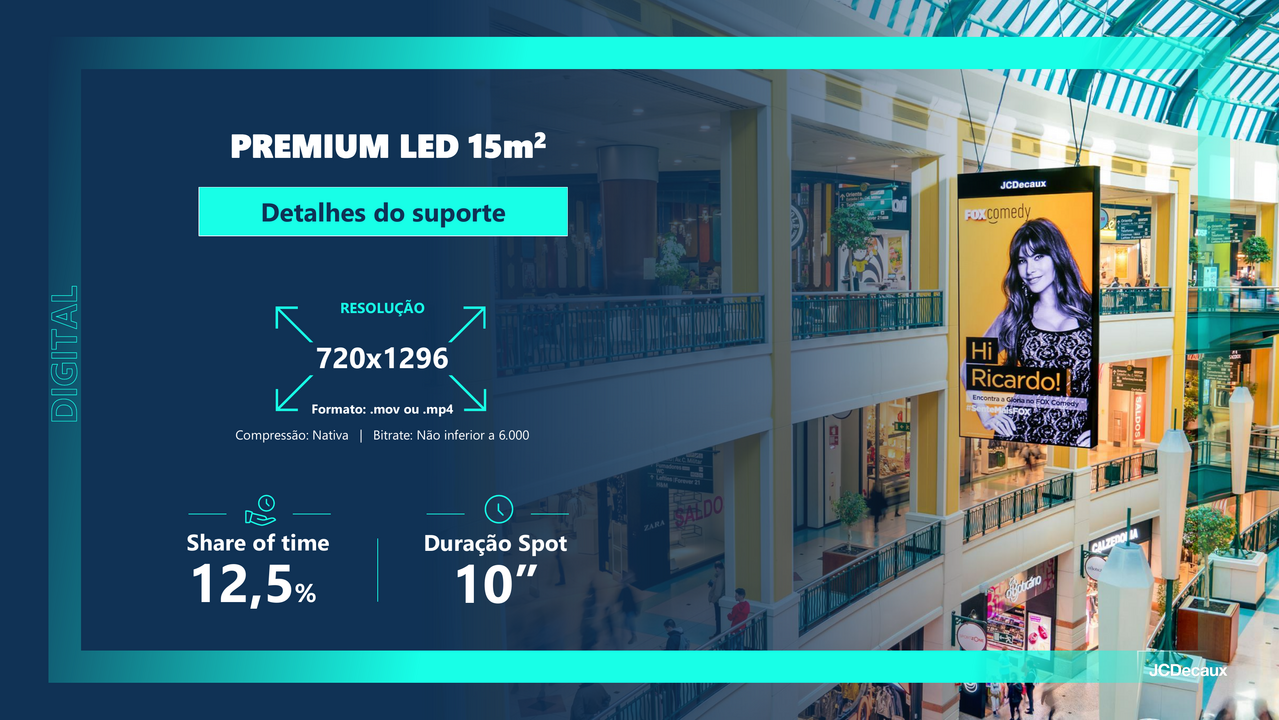 PREMIUM LED 15m²
Detalhes do suporte
DIGITAL
RESOLUÇÃO
720x1296
Formato: .mov ou .mp4
Compressão: Nativa | Bitrate: Não inferior a 6.000
Share of time
12,5%
Duração Spot
10”
JCDecaux
FOX comedy
Hi
Ricardo!
Encontra a Gloria no FOX Comedy
ZARA
SALDO
SALDOS
CALZEDONIA
o boticário
JCDecaux